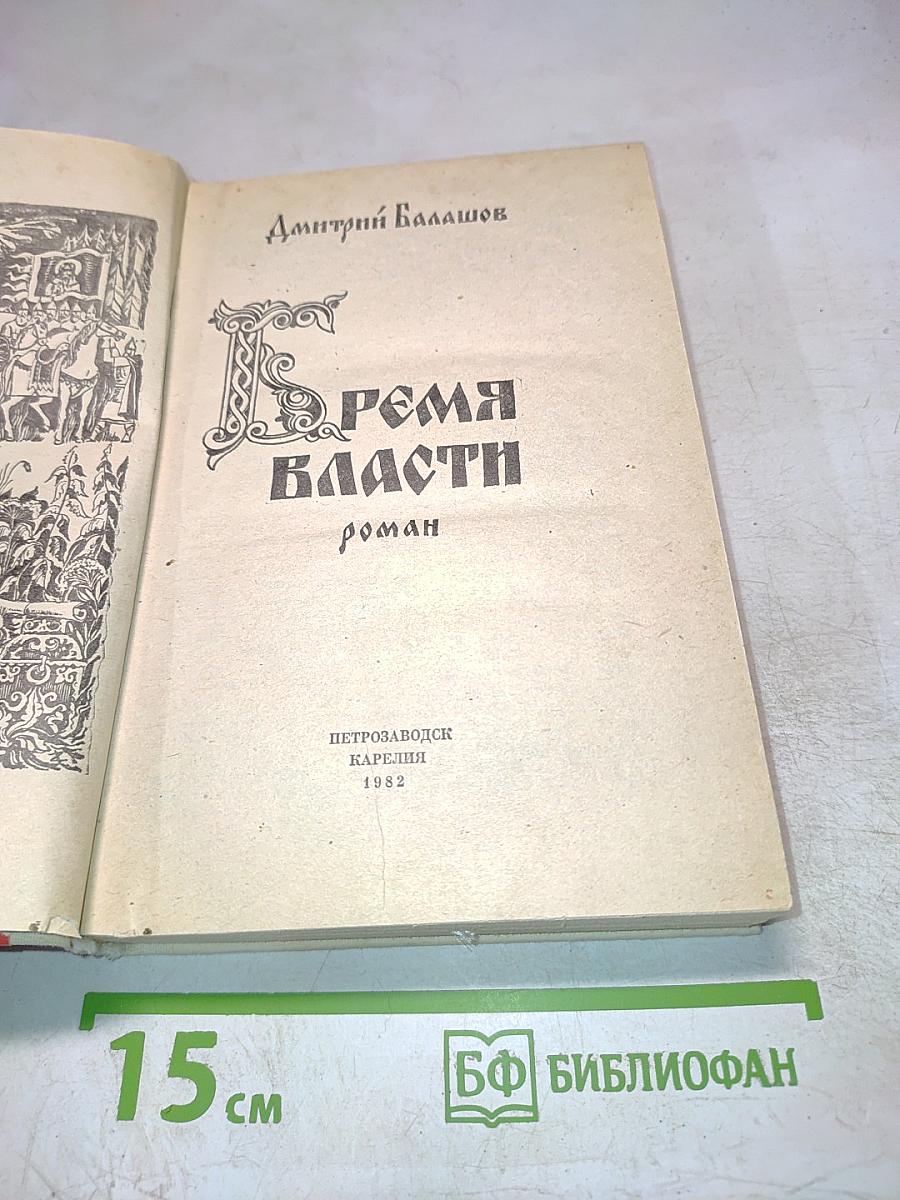 Дмитрий Балашов
Бремя
власти
роман
ПЕТРОЗАВОДСК
КАРЕЛИЯ
1982
15 см
БФ БИБЛИОФАН